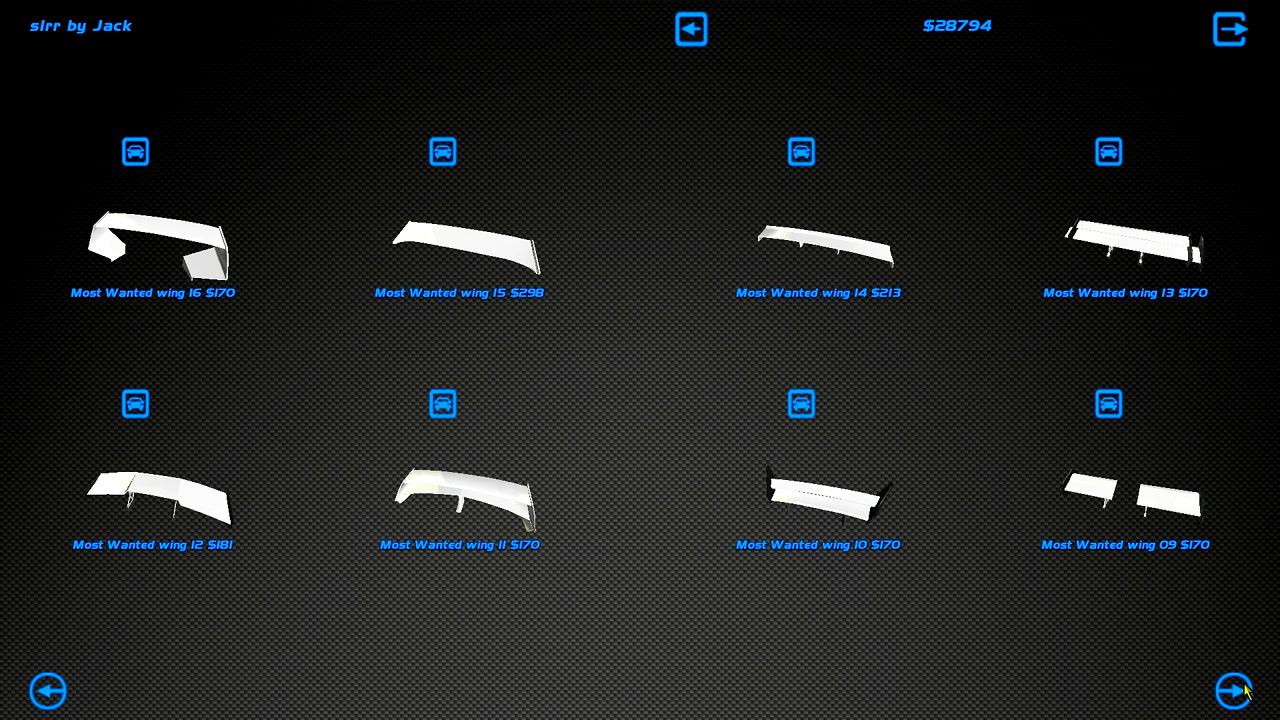 slrr by Jack
$28794
Most Wanted wing 16 $170
Most Wanted wing 15 $298
Most Wanted wing 14 $213
Most Wanted wing 13 $170
Most Wanted wing 12 $181
Most Wanted wing 11 $170
Most Wanted wing 10 $170
Most Wanted wing 09 $170